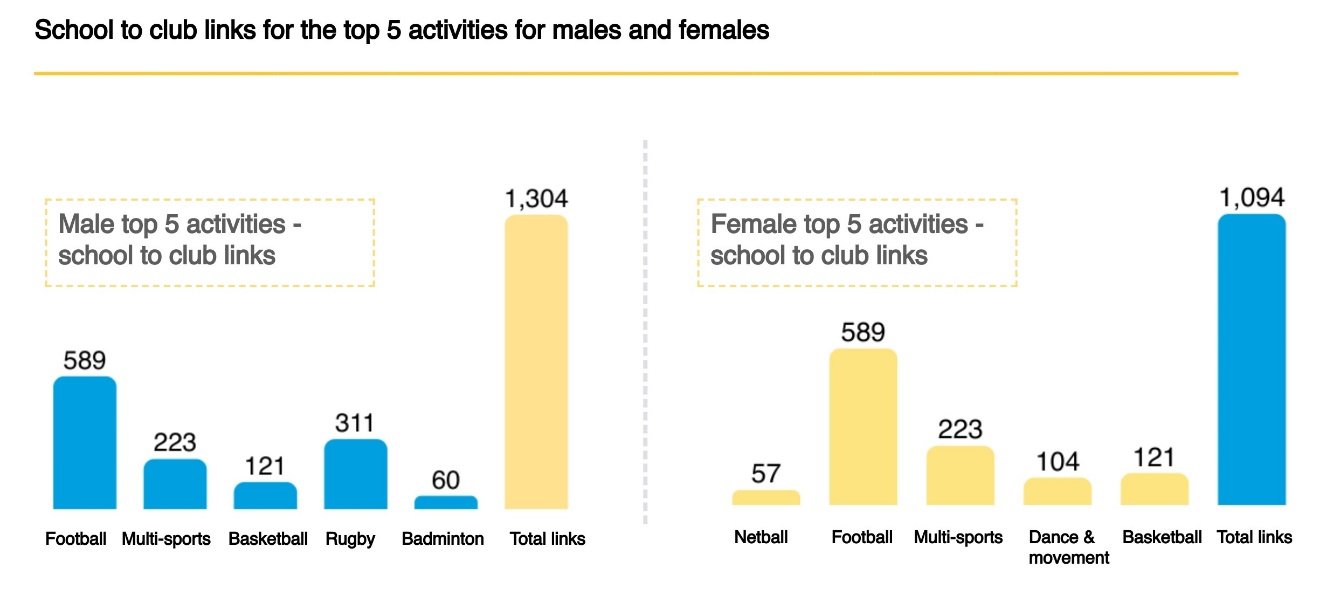 School to club links for the top 5 activities for males and females
Male top 5 activities -
school to club links
1,304
589
223
121
311
60
Football Multi-sports Basketball Rugby Badminton Total links
Female top 5 activities -
school to club links
1,094
57
589
223
104
121
Netball Football Multi-sports Dance & Basketball Total links
movement